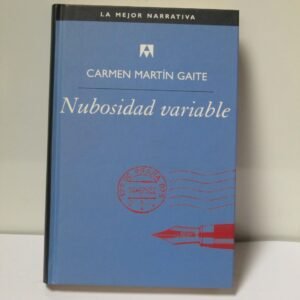 LA MEJOR NARRATIVA
CARMEN MARTÍN GAITE
Nubosidad variable